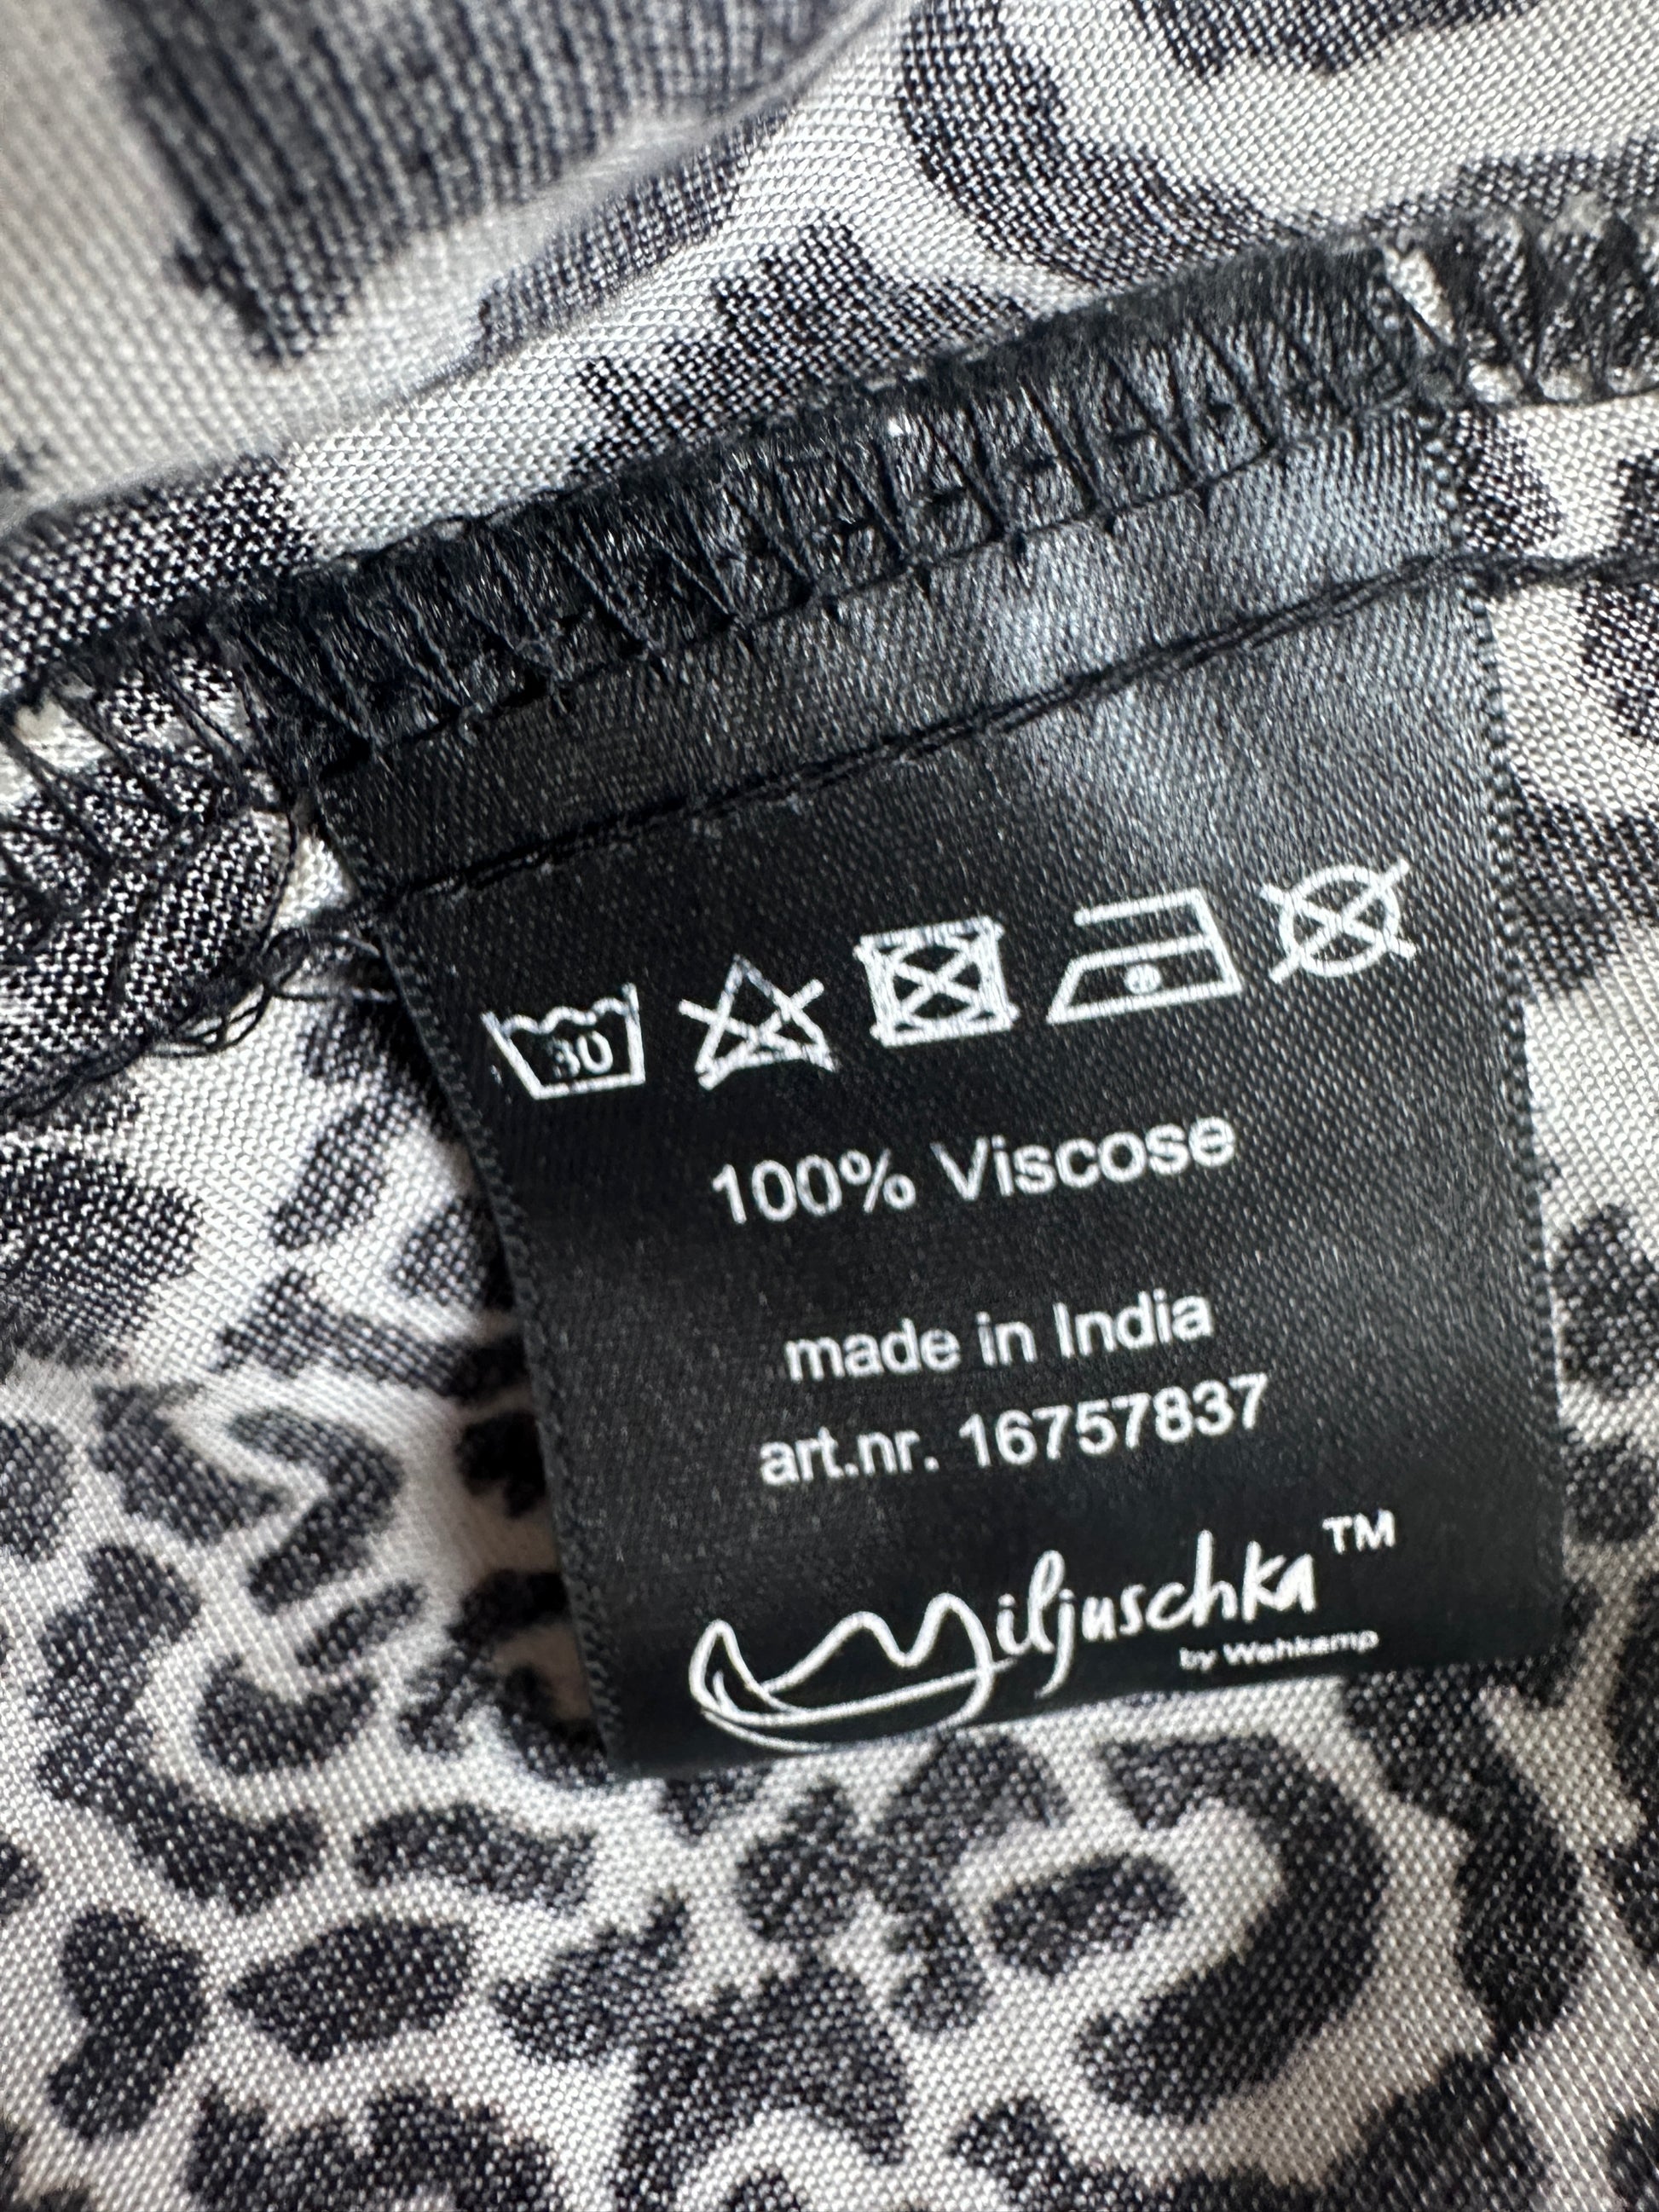 30
100% Viscose
made in India
art.nr. 16757837
Miljuschka™
by Wehkamp